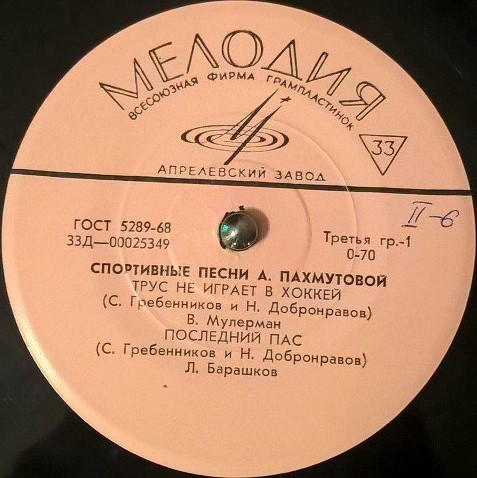 МЕЛОДИЯ
ВСЕСОЮЗНАЯ ФИРМА ГРАМПЛАСТИНОК
33
АПРЕЛЕВСКИЙ ЗАВОД
ГОСТ 5289-68
33Д—00025349
II-6
Третья гр.-1
0-70
СПОРТИВНЫЕ ПЕСНИ А. ПАХМУТОВОЙ
ТРУС НЕ ИГРАЕТ В ХОККЕЙ
(С. Гребенников и Н. Добронравов)
В. Мулерман
ПОСЛЕДНИЙ ПАС
(С. Гребенников и Н. Добронравов)
Л. Барашков